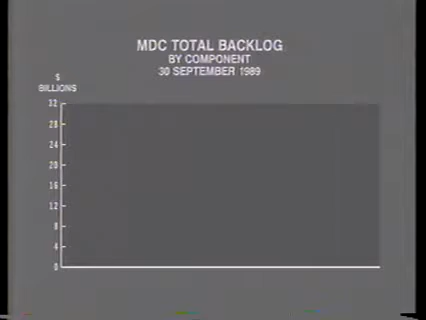 MDC TOTAL BACKLOG
BY COMPONENT
30 SEPTEMBER 1989
$
BILLIONS
32
28
24
20
16
12
8
4
0